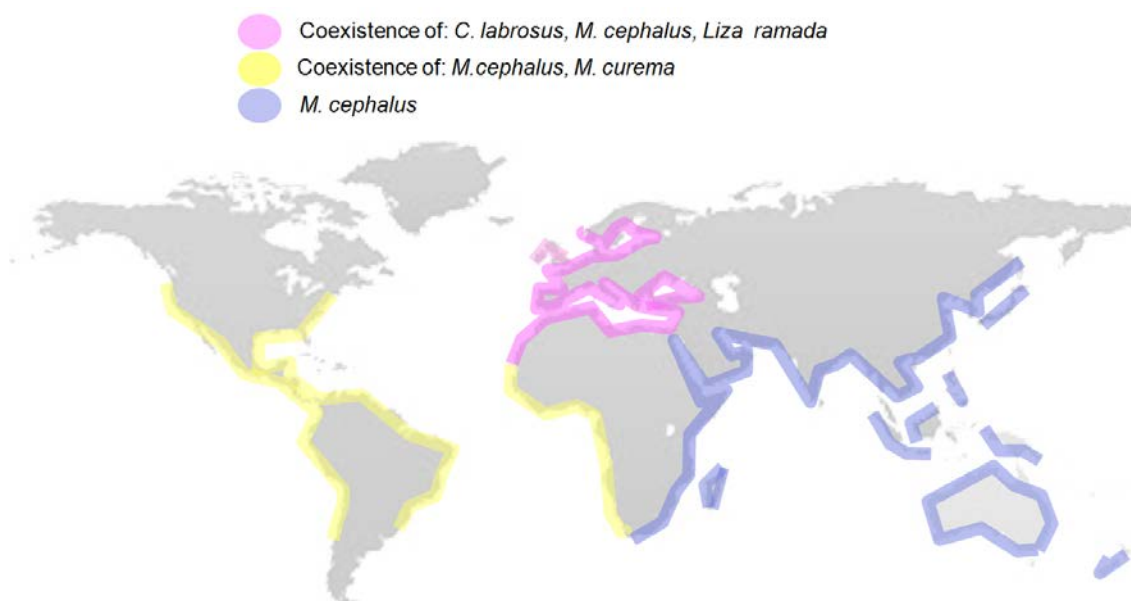 Coexistence of: C. labrosus, M. cephalus, Liza ramada
Coexistence of: M.cephalus, M. curema
M. cephalus